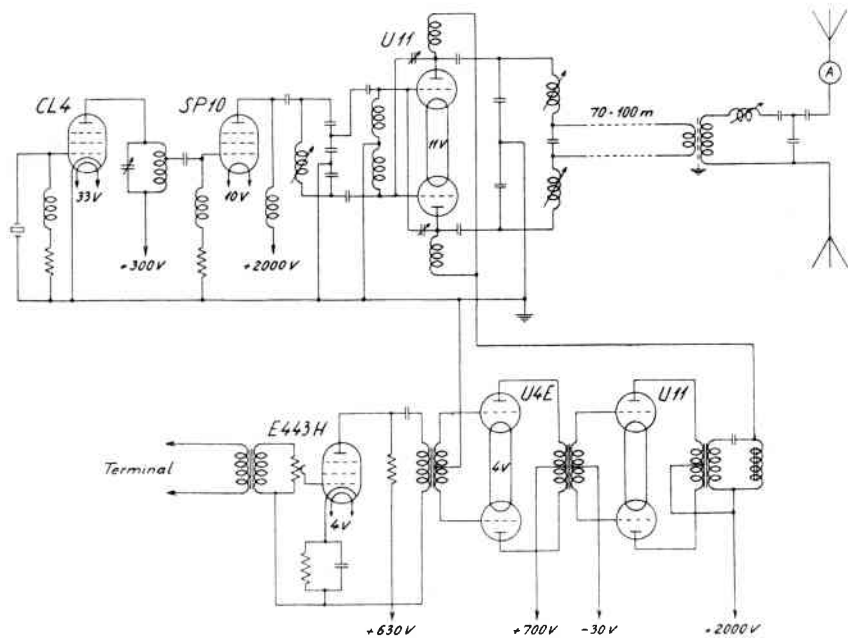 U11
CL4
SP10
A
70-100 m
11V
33V
10V
+300V
+2000V
U4E
U11
E443H
Terminal
4V
4V
+630V
+700V
-30V
+2000V